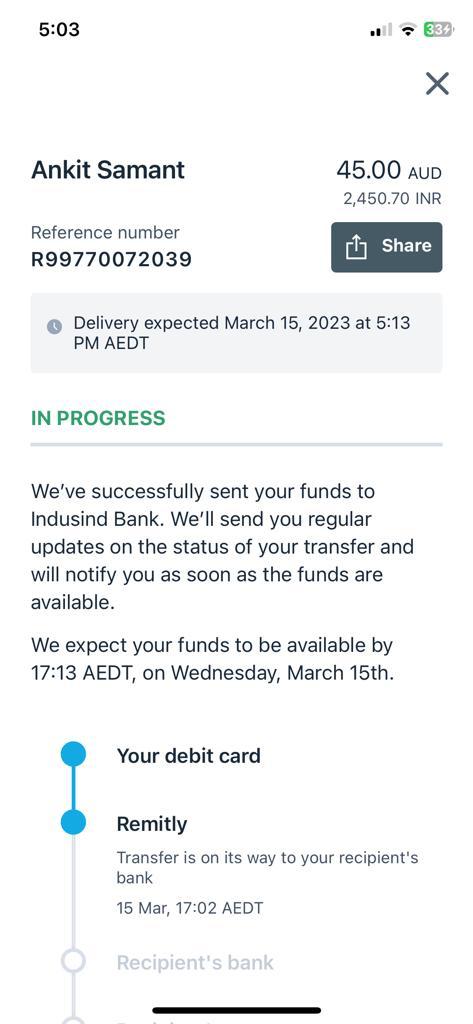 5:03
33
Ankit Samant
45.00 AUD
2,450.70 INR
Reference number
R99770072039
Share
Delivery expected March 15, 2023 at 5:13
PM AEDT
IN PROGRESS
We’ve successfully sent your funds to
Indusind Bank. We’ll send you regular
updates on the status of your transfer and
will notify you as soon as the funds are
available.
We expect your funds to be available by
17:13 AEDT, on Wednesday, March 15th.
Your debit card
Remitly
Transfer is on its way to your recipient's
bank
15 Mar, 17:02 AEDT
Recipient's bank